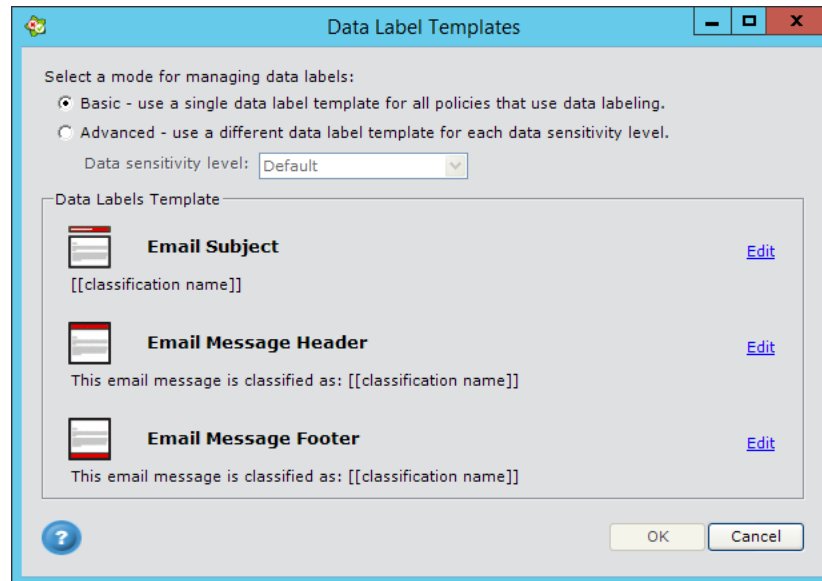 Data Label Templates
Select a mode for managing data labels:
Basic - use a single data label template for all policies that use data labeling.
Advanced - use a different data label template for each data sensitivity level.
Data sensitivity level: Default
Data Labels Template
Email Subject Edit
[[classification name]]
Email Message Header Edit
This email message is classified as: [[classification name]]
Email Message Footer Edit
This email message is classified as: [[classification name]]
? OK Cancel